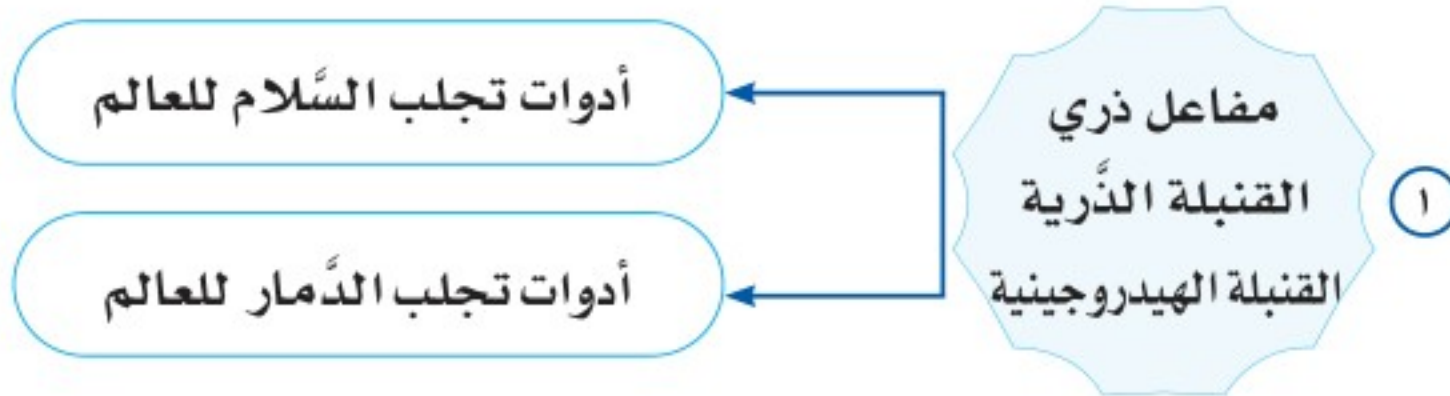 ١
مفاعل ذري
القنبلة الذَّرية
القنبلة الهيدروجينية
أدوات تجلب السَّلام للعالم
أدوات تجلب الدَّمار للعالم